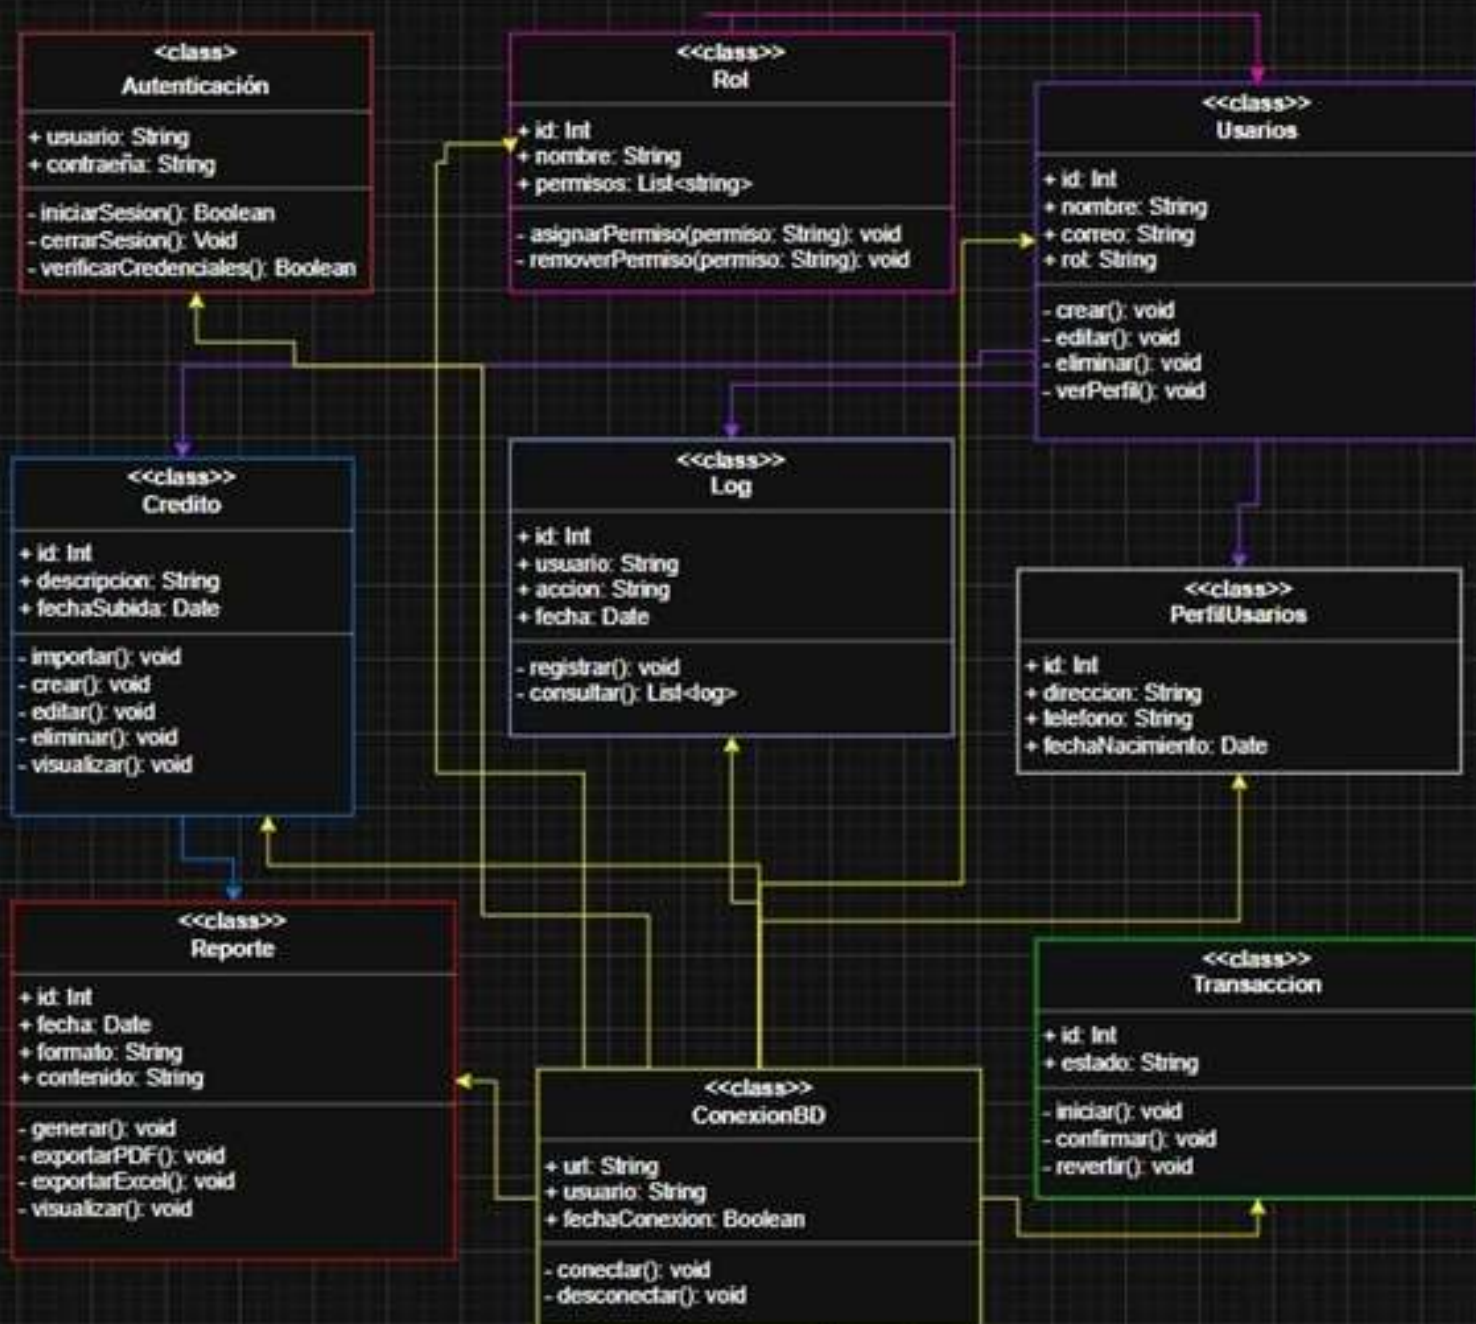 <class>
Autenticación
+ usuario: String
+ contraeña: String
- iniciarSesion(): Boolean
- cerrarSesion(): Void
- verificarCredenciales(): Boolean
<<class>>
Rol
+ id: Int
+ nombre: String
+ permisos: List<string>
- asignarPermiso(permiso: String): void
- removerPermiso(permiso: String): void
<<class>>
Usarios
+ id: Int
+ nombre: String
+ correo: String
+ rol: String
- crear(): void
- editar(): void
- eliminar(): void
- verPerfil(): void
<<class>>
Credito
+ id: Int
+ descripcion: String
+ fechaSubida: Date
- importar(): void
- crear(): void
- editar(): void
- eliminar(): void
- visualizar(): void
<<class>>
Log
+ id: Int
+ usuario: String
+ accion: String
+ fecha: Date
- registrar(): void
- consultar(): List<log>
<<class>>
PerfilUsarios
+ id: Int
+ direccion: String
+ telefono: String
+ fechaNacimiento: Date
<<class>>
Reporte
+ id: Int
+ fecha: Date
+ formato: String
+ contenido: String
- generar(): void
- exportarPDF(): void
- exportarExcel(): void
- visualizar(): void
<<class>>
ConexionBD
+ url: String
+ usuario: String
+ fechaConexion: Boolean
- conectar(): void
- desconectar(): void
<<class>>
Transaccion
+ id: Int
+ estado: String
- iniciar(): void
- confirmar(): void
- revertir(): void